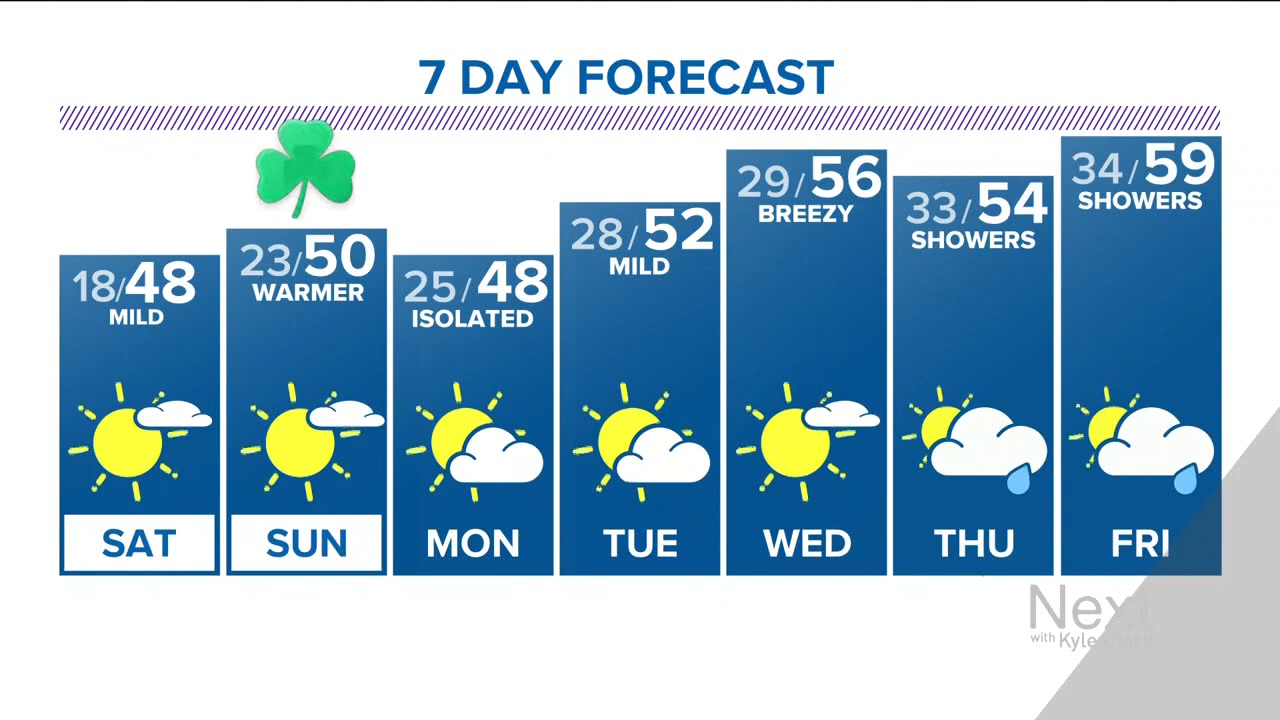 7 DAY FORECAST
18/48
MILD
SAT
23/50
WARMER
SUN
25/48
ISOLATED
MON
28/52
MILD
TUE
29/56
BREEZY
WED
33/54
SHOWERS
THU
34/59
SHOWERS
FRI
Next
with Kyle Clark